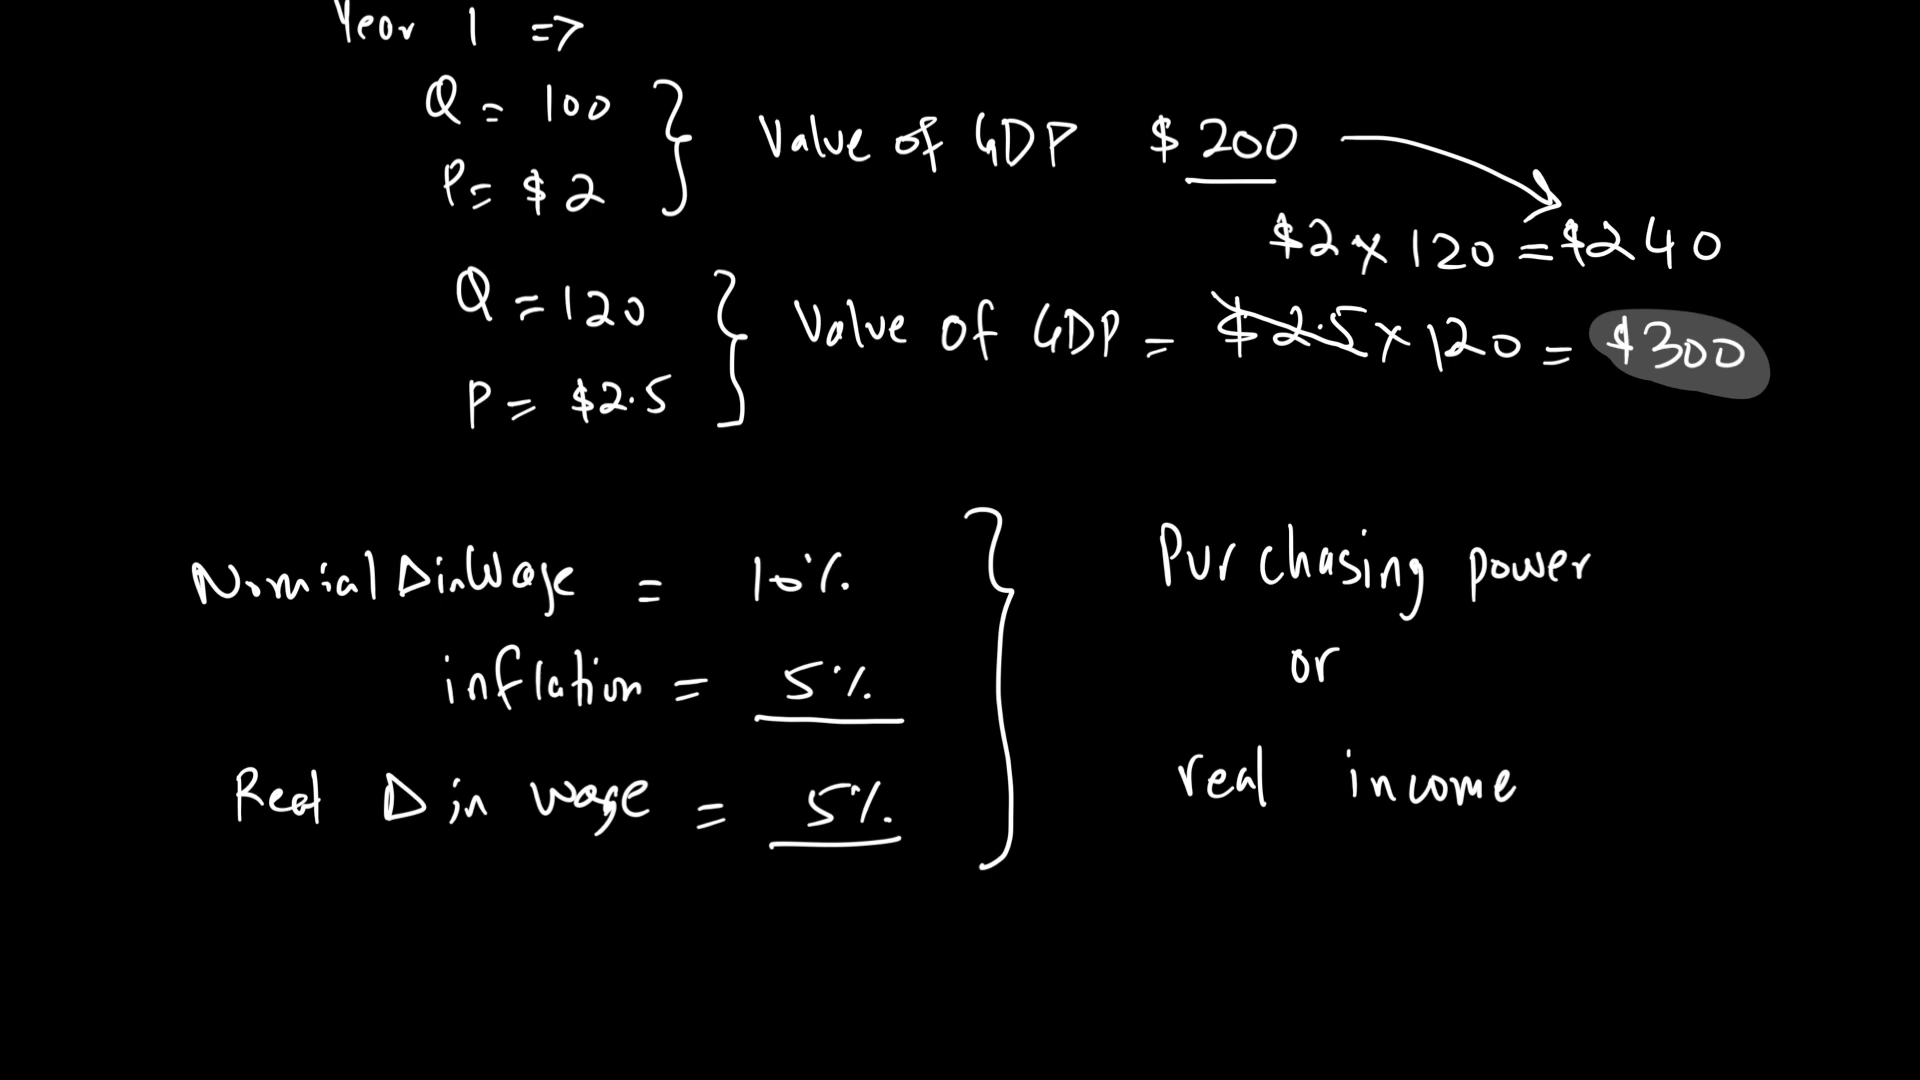 Year 1 =>
Q = 100
P = $2
Value of GDP $200
$2 x 120 = $240
Q = 120
P = $2.5
Value of GDP = $2.5 x 120 = $300
Nomial Δ in Wage = 10%
inflation = 5%
Real Δ in wage = 5%
Purchasing power
or
real income